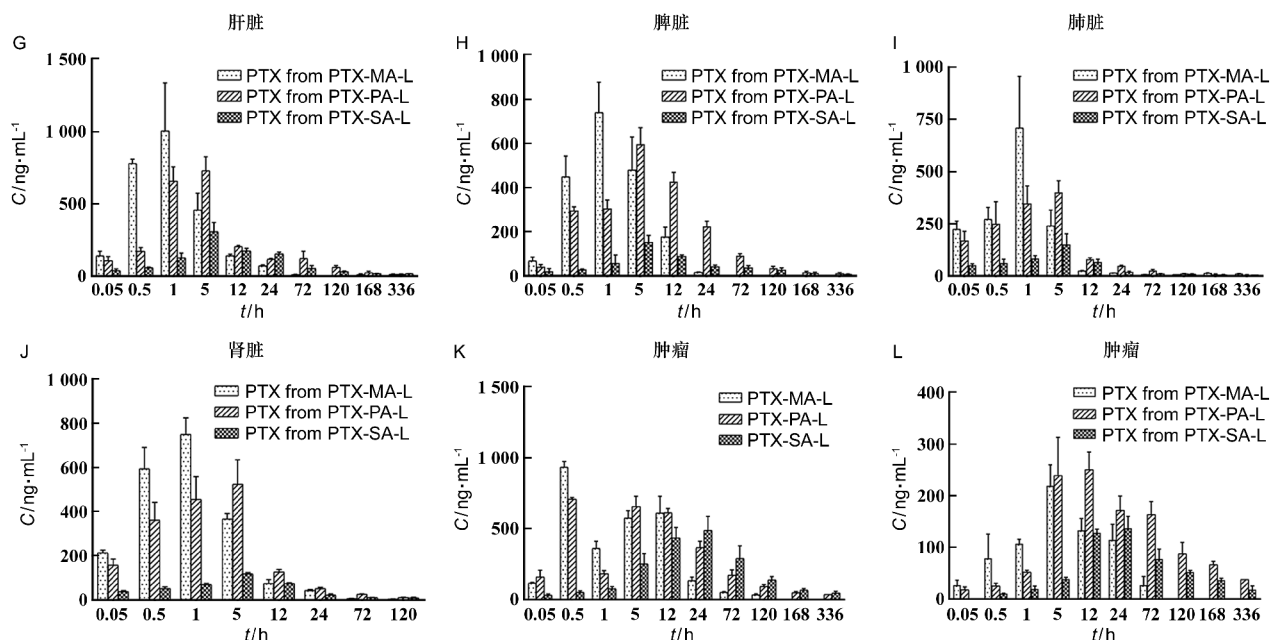 G
肝脏
1 500
1 000
500
0
C/ng·mL⁻¹
PTX from PTX-MA-L
PTX from PTX-PA-L
PTX from PTX-SA-L
0.05 0.5 1 5 12 24 72 120 168 336
t/h
H
脾脏
1 000
800
600
400
200
0
C/ng·mL⁻¹
PTX from PTX-MA-L
PTX from PTX-PA-L
PTX from PTX-SA-L
0.05 0.5 1 5 12 24 72 120 168 336
t/h
I
肺脏
1 000
750
500
250
0
C/ng·mL⁻¹
PTX from PTX-MA-L
PTX from PTX-PA-L
PTX from PTX-SA-L
0.05 0.5 1 5 12 24 72 120 168 336
t/h
J
肾脏
1 000
800
600
400
200
0
C/ng·mL⁻¹
PTX from PTX-MA-L
PTX from PTX-PA-L
PTX from PTX-SA-L
0.05 0.5 1 5 12 24 72 120
t/h
K
肿瘤
1 500
1 000
500
0
C/ng·mL⁻¹
PTX-MA-L
PTX-PA-L
PTX-SA-L
0.05 0.5 1 5 12 24 72 120 168 336
t/h
L
肿瘤
400
300
200
100
0
C/ng·mL⁻¹
PTX from PTX-MA-L
PTX from PTX-PA-L
PTX from PTX-SA-L
0.05 0.5 1 5 12 24 72 120 168 336
t/h